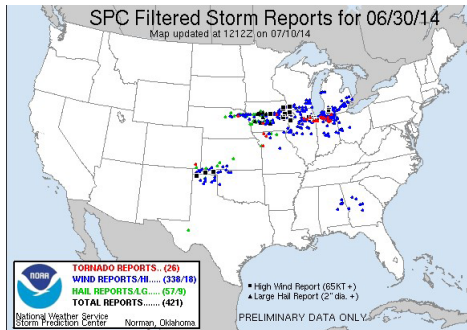 SPC Filtered Storm Reports for 06/30/14
Map updated at 1212Z on 07/10/14
NOAA
TORNADO REPORTS.. (26)
WIND REPORTS/HI.... (338/18)
HAIL REPORTS/LG.... (57/9)
TOTAL REPORTS....... (421)
National Weather Service
Storm Prediction Center Norman, Oklahoma
High Wind Report (65KT +)
Large Hail Report (2" dia. +)
PRELIMINARY DATA ONLY